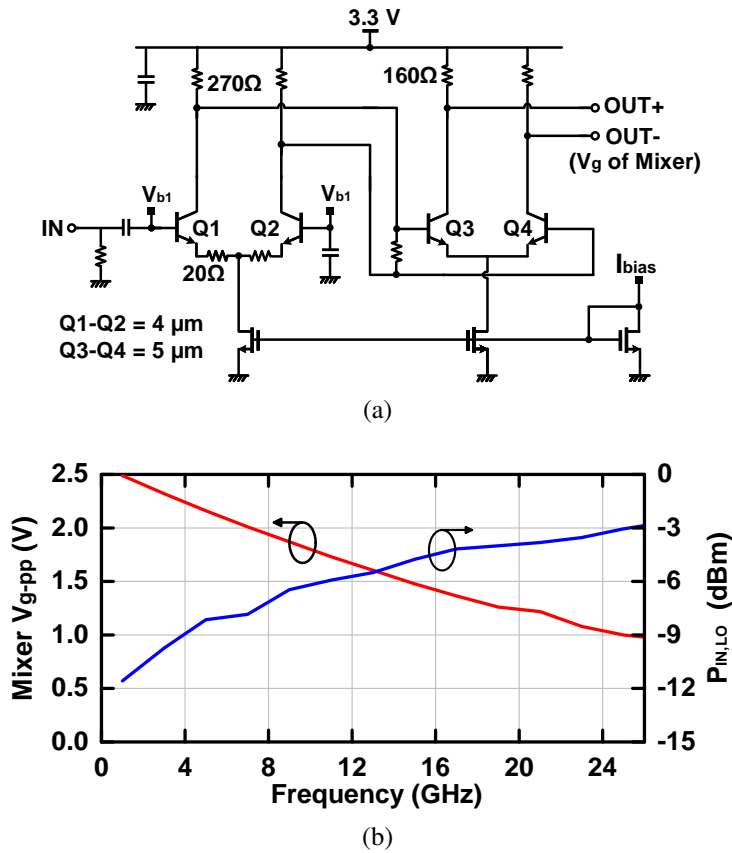 3.3 V
270Ω
160Ω
OUT+
OUT-
(Vg of Mixer)
Vb1
Vb1
IN
Q1
Q2
Q3
Q4
20Ω
Ibias
Q1-Q2 = 4 µm
Q3-Q4 = 5 µm
(a)
2.5
2.0
1.5
1.0
0.5
0.0
Mixer Vg-pp (V)
0
-3
-6
-9
-12
-15
PIN,LO (dBm)
0
4
8
12
16
20
24
Frequency (GHz)
(b)